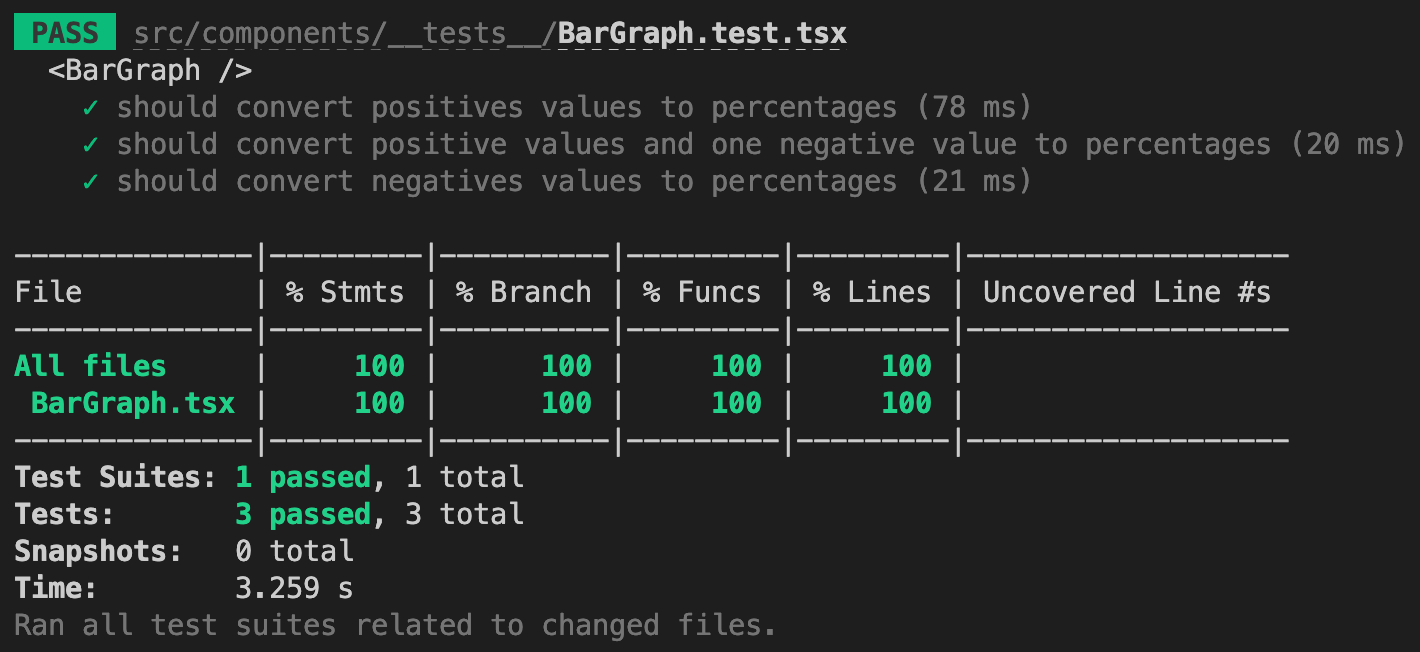 PASS src/components/__tests__/BarGraph.test.tsx
<BarGraph />
✓ should convert positives values to percentages (78 ms)
✓ should convert positive values and one negative value to percentages (20 ms)
✓ should convert negatives values to percentages (21 ms)
--------------|---------|----------|---------|---------|-------------------
File          | % Stmts | % Branch | % Funcs | % Lines | Uncovered Line #s
--------------|---------|----------|---------|---------|-------------------
All files     |     100 |      100 |     100 |     100 |
 BarGraph.tsx |     100 |      100 |     100 |     100 |
--------------|---------|----------|---------|---------|-------------------
Test Suites: 1 passed, 1 total
Tests:       3 passed, 3 total
Snapshots:   0 total
Time:        3.259 s
Ran all test suites related to changed files.